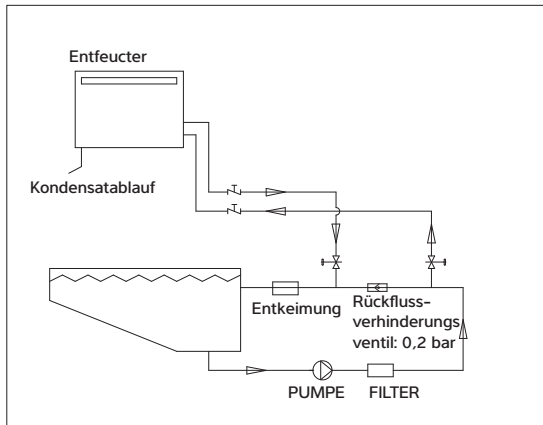 Entfeucter
Kondensatablauf
Entkeimung
Rückfluss-
verhinderungs
ventil: 0,2 bar
PUMPE
FILTER